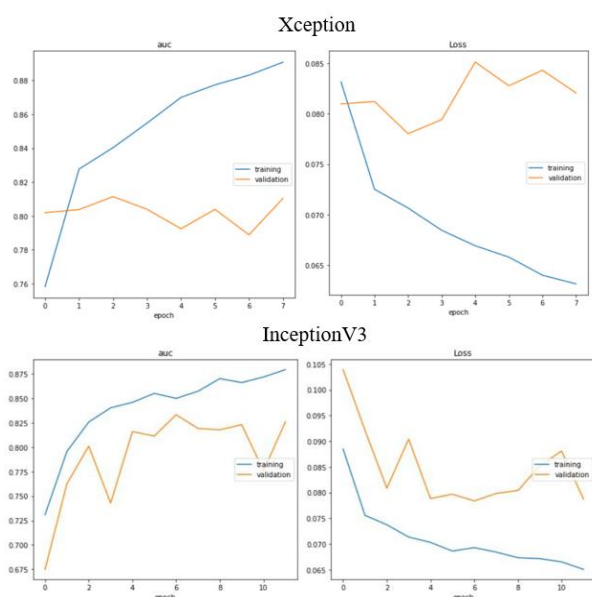 Xception
auc
0.88
0.86
0.84
0.82
0.80
0.78
0.76
0 1 2 3 4 5 6 7
epoch
training
validation
Loss
0.085
0.080
0.075
0.070
0.065
0 1 2 3 4 5 6 7
epoch
training
validation
InceptionV3
auc
0.875
0.850
0.825
0.800
0.775
0.750
0.725
0.700
0.675
0 2 4 6 8 10
epoch
training
validation
Loss
0.105
0.100
0.095
0.090
0.085
0.080
0.075
0.070
0.065
0 2 4 6 8 10
epoch
training
validation